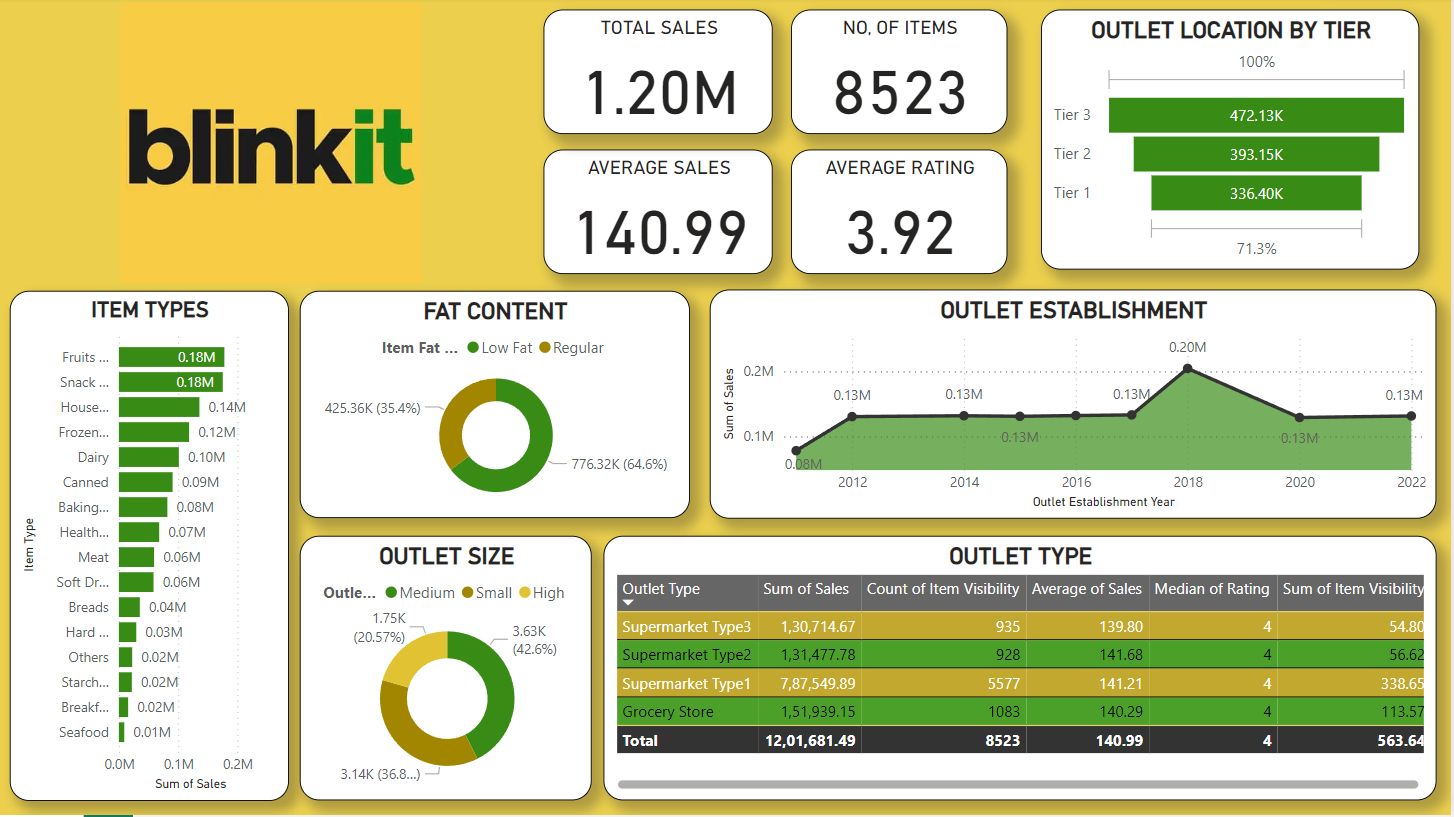 blinkit
TOTAL SALES
1.20M
NO, OF ITEMS
8523
AVERAGE SALES
140.99
AVERAGE RATING
3.92
OUTLET LOCATION BY TIER
100%
Tier 3 472.13K
Tier 2 393.15K
Tier 1 336.40K
71.3%
ITEM TYPES
Item Type
Fruits ... 0.18M
Snack ... 0.18M
House... 0.14M
Frozen... 0.12M
Dairy 0.10M
Canned 0.09M
Baking... 0.08M
Health... 0.07M
Meat 0.06M
Soft Dr... 0.06M
Breads 0.04M
Hard ... 0.03M
Others 0.02M
Starch... 0.02M
Breakf... 0.02M
Seafood 0.01M
0.0M 0.1M 0.2M
Sum of Sales
FAT CONTENT
Item Fat ... Low Fat Regular
425.36K (35.4%)
776.32K (64.6%)
OUTLET ESTABLISHMENT
Sum of Sales
0.2M
0.1M
0.08M 0.13M 0.13M 0.13M 0.13M 0.20M 0.13M 0.13M
2012 2014 2016 2018 2020 2022
Outlet Establishment Year
OUTLET SIZE
Outle... Medium Small High
1.75K
(20.57%)
3.63K
(42.6%)
3.14K (36.8...)
OUTLET TYPE
Outlet Type Sum of Sales Count of Item Visibility Average of Sales Median of Rating Sum of Item Visibility
Supermarket Type3 1,30,714.67 935 139.80 4 54.80
Supermarket Type2 1,31,477.78 928 141.68 4 56.62
Supermarket Type1 7,87,549.89 5577 141.21 4 338.65
Grocery Store 1,51,939.15 1083 140.29 4 113.57
Total 12,01,681.49 8523 140.99 4 563.64